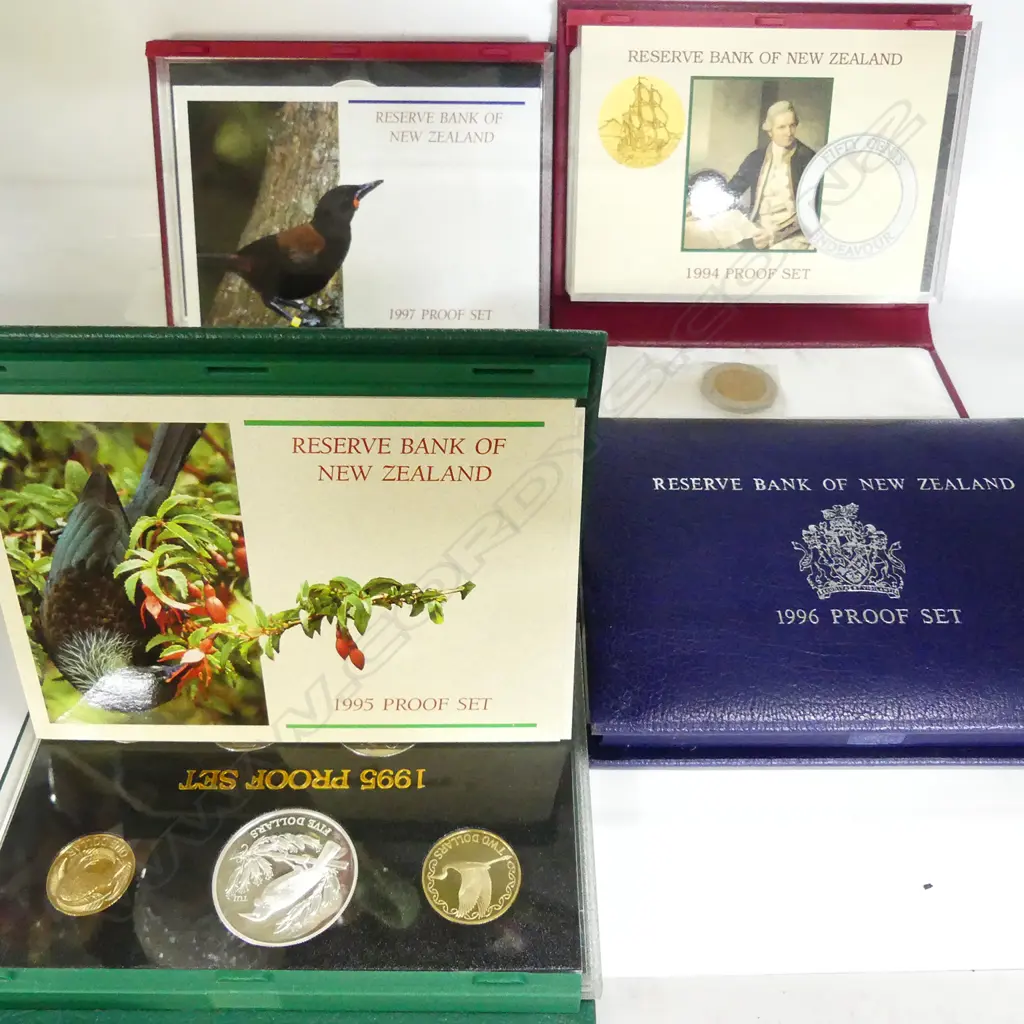 RESERVE BANK OF
NEW ZEALAND
1997 PROOF SET
RESERVE BANK OF NEW ZEALAND
FIFTY CENTS
ENDEAVOUR
1994 PROOF SET
RESERVE BANK OF
NEW ZEALAND
1995 PROOF SET
RESERVE BANK OF NEW ZEALAND
1996 PROOF SET
1995 PROOF SET
FIVE DOLLARS
TUI
TWO DOLLARS